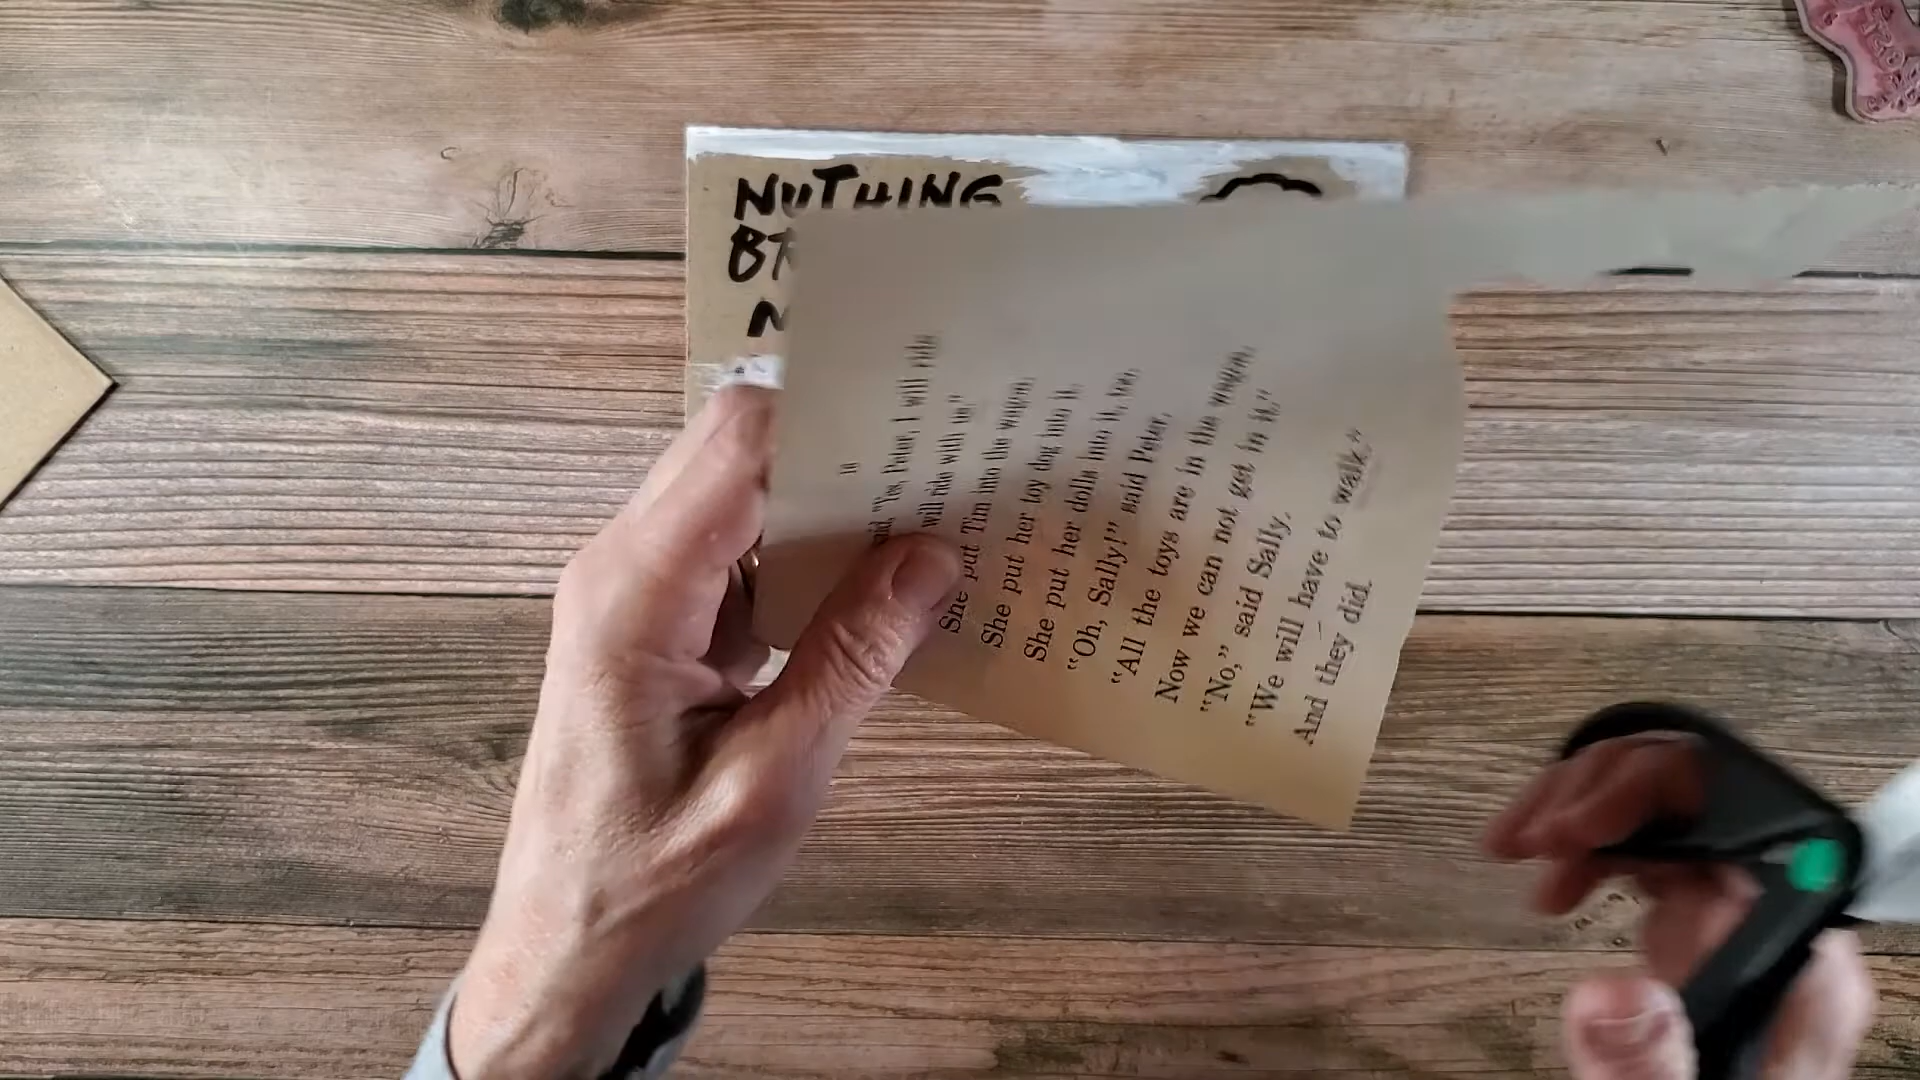 NUTHING
10
"Yes, Peter, I will ride
will ride with us."
She put Tim into the wagon.
She put her toy dog into it.
She put her dolls into it, too.
"Oh, Sally!" said Peter.
"All the toys are in the wagon.
Now we can not get in it."
"No," said Sally.
"We will have to walk."
And they did.